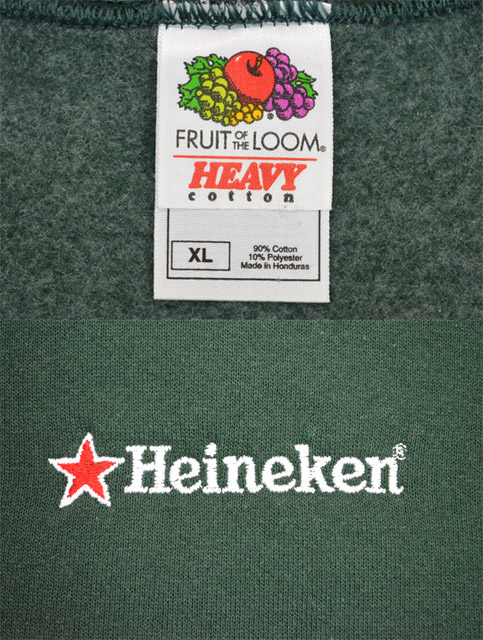 FRUIT OF THE LOOM®
HEAVY
cotton
XL
90% Cotton
10% Polyester
Made in Honduras
Heineken®